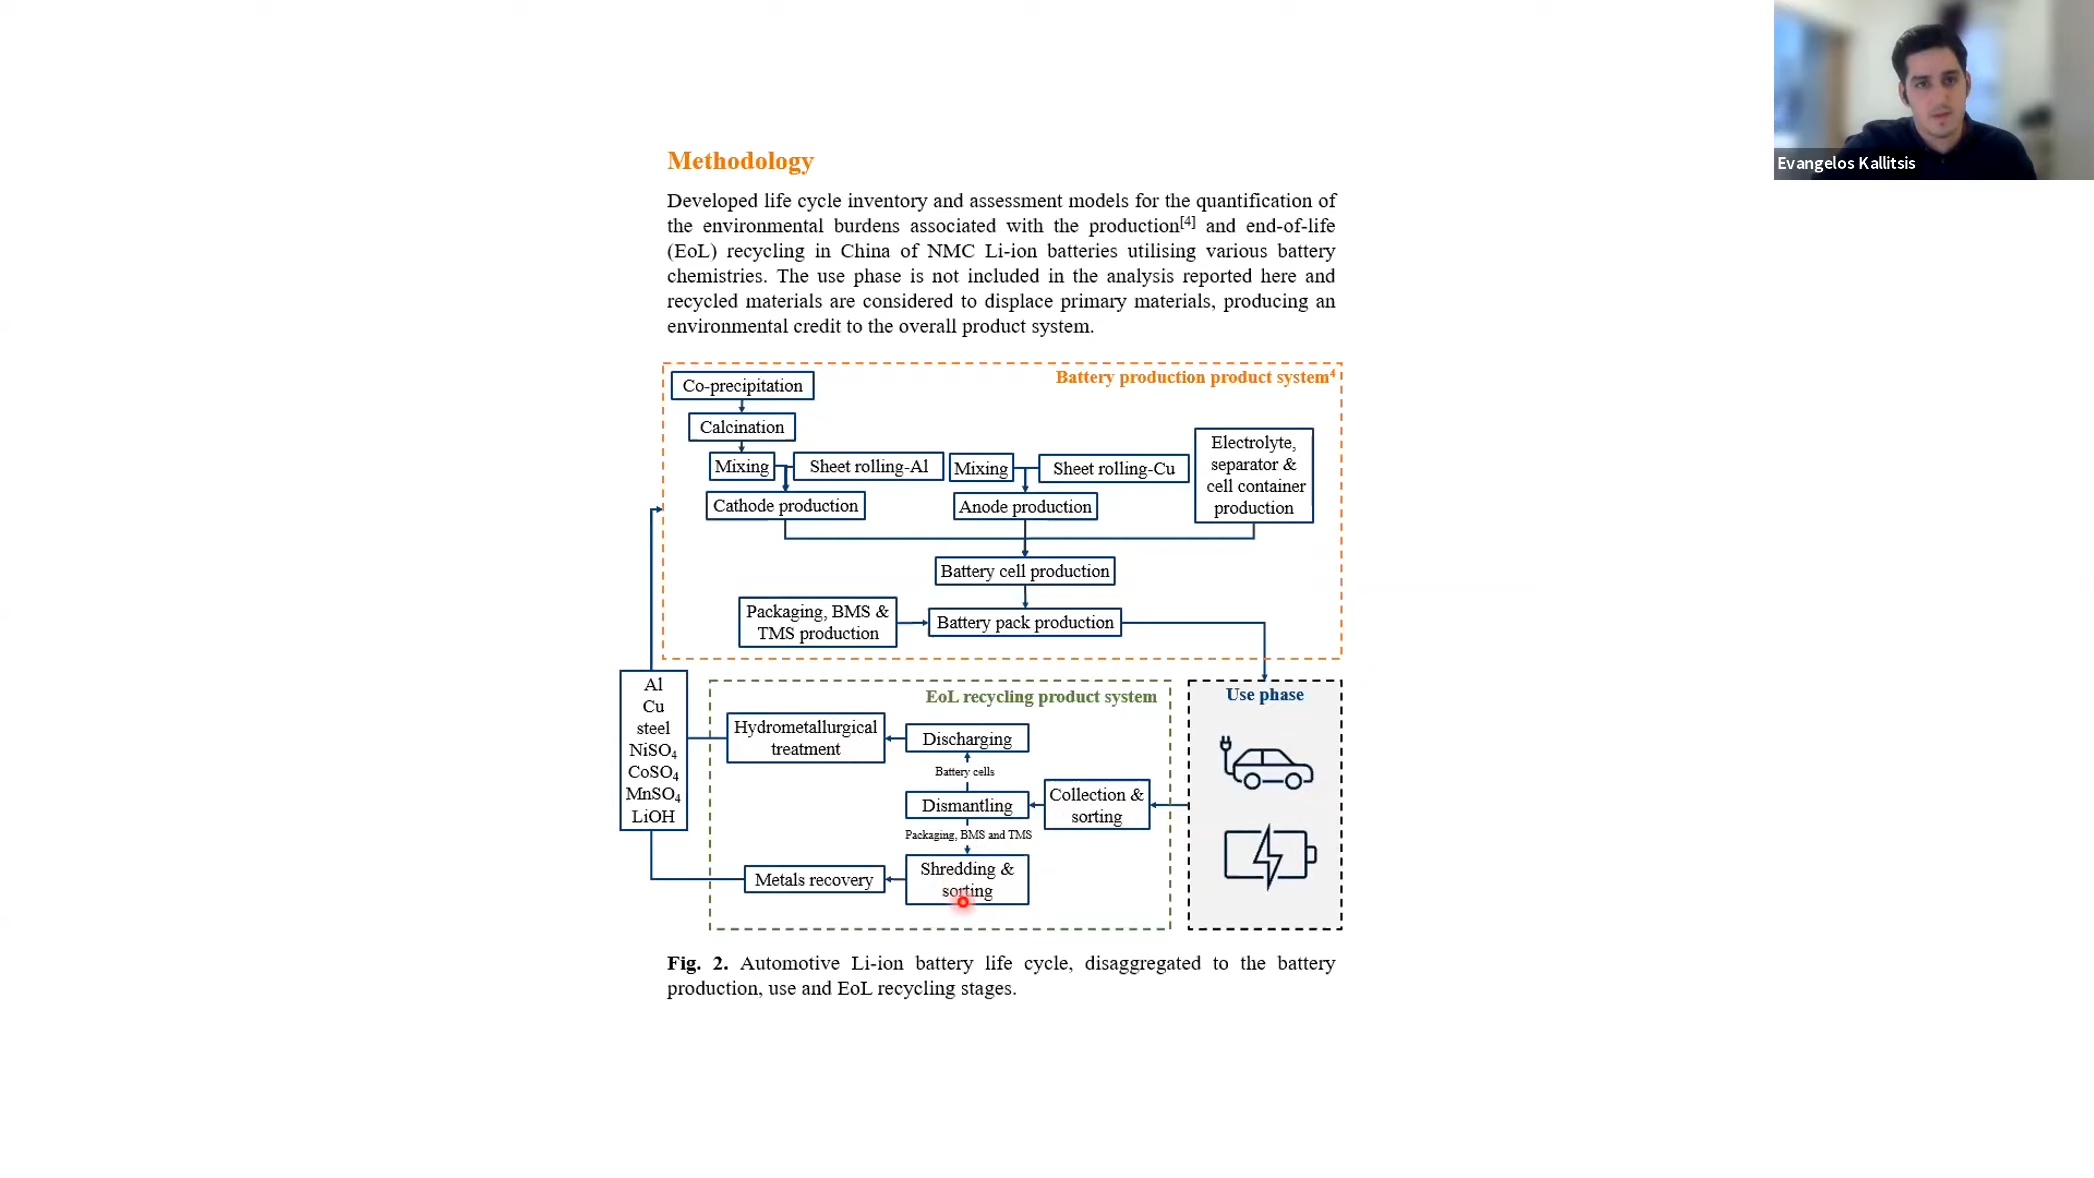 Evangelos Kallitsis
Methodology
Developed life cycle inventory and assessment models for the quantification of
the environmental burdens associated with the production[4] and end-of-life
(EoL) recycling in China of NMC Li-ion batteries utilising various battery
chemistries. The use phase is not included in the analysis reported here and
recycled materials are considered to displace primary materials, producing an
environmental credit to the overall product system.
Battery production product system4
Co-precipitation
Calcination
Mixing
Sheet rolling-Al
Mixing
Sheet rolling-Cu
Electrolyte,
separator &
cell container
production
Cathode production
Anode production
Battery cell production
Packaging, BMS &
TMS production
Battery pack production
Al
Cu
steel
NiSO4
CoSO4
MnSO4
LiOH
EoL recycling product system
Hydrometallurgical
treatment
Discharging
Battery cells
Dismantling
Collection &
sorting
Packaging, BMS and TMS
Shredding &
sorting
Metals recovery
Use phase
Fig. 2. Automotive Li-ion battery life cycle, disaggregated to the battery
production, use and EoL recycling stages.